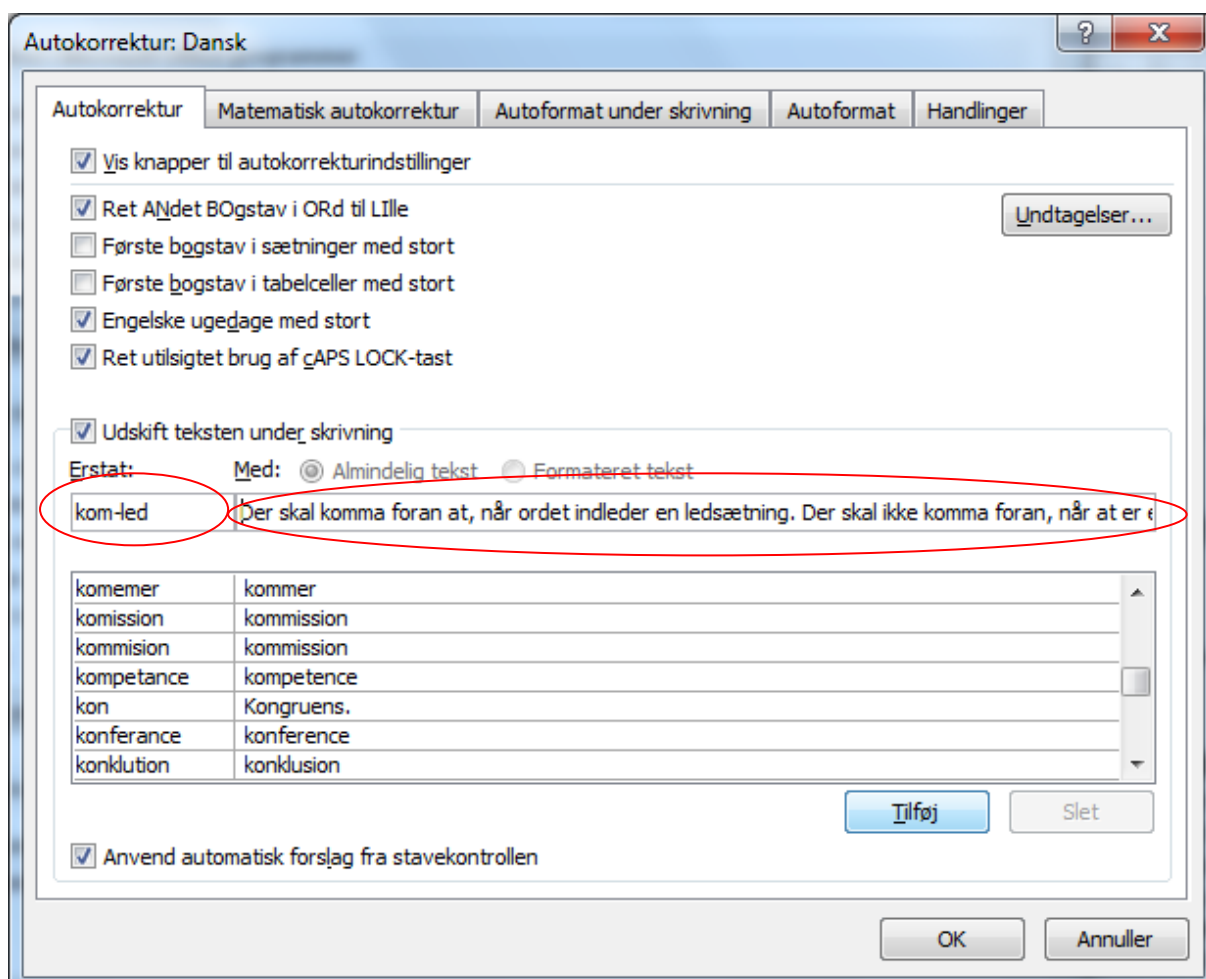 Autokorrektur: Dansk
Autokorrektur Matematisk autokorrektur Autoformat under skrivning Autoformat Handlinger
Vis knapper til autokorrekturindstillinger
Ret ANdet BOgstav i ORd til LIlle
Undtagelser...
Første bogstav i sætninger med stort
Første bogstav i tabelceller med stort
Engelske ugedage med stort
Ret utilsigtet brug af cAPS LOCK-tast
Udskift teksten under skrivning
Erstat: Med: Almindelig tekst Formateret tekst
kom-led Der skal komma foran at, når ordet indleder en ledsætning. Der skal ikke komma foran, når at er
komemer kommer
komission kommission
kommision kommission
kompetance kompetence
kon Kongruens.
konferance konference
konklution konklusion
Tilføj Slet
Anvend automatisk forslag fra stavekontrollen
OK Annuller